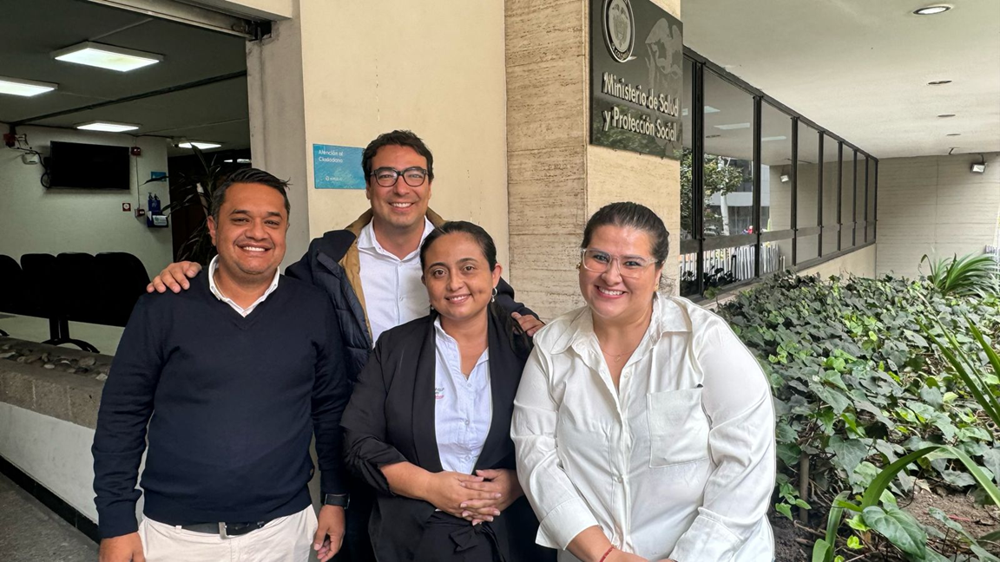 Ministerio de Salud
y Protección Social
Atención al
Ciudadano